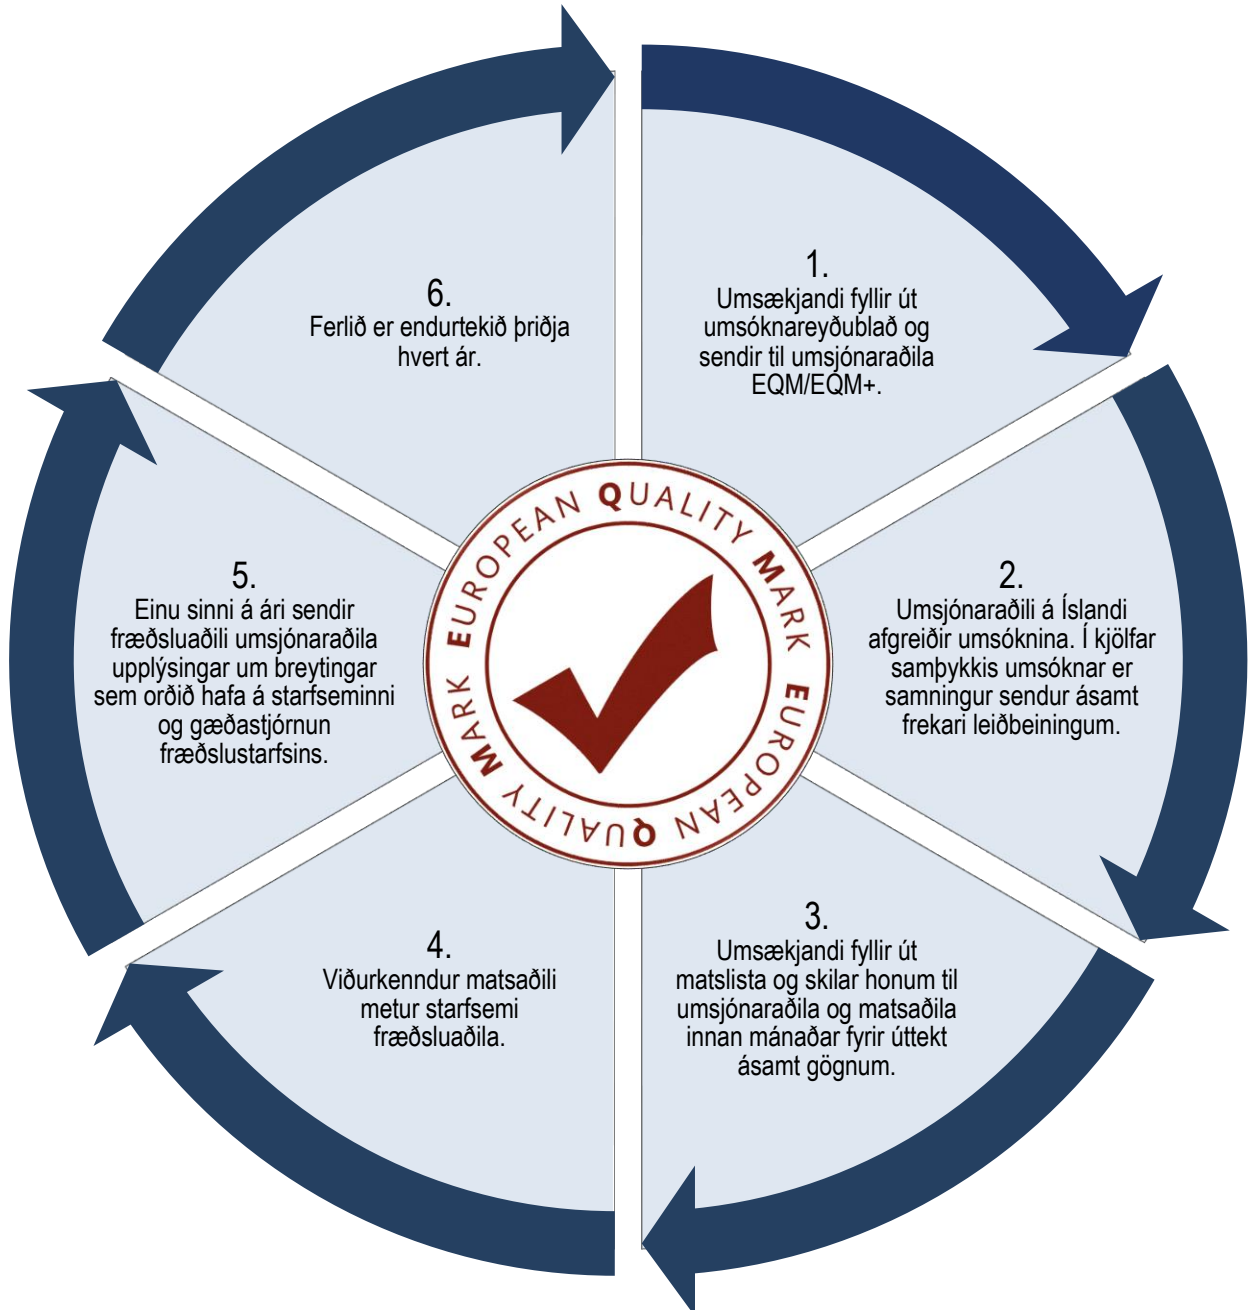 1.
Umsækjandi fyllir út
umsóknareyðublað og
sendir til umsjónaraðila
EQM/EQM+.
2.
Umsjónaraðili á Íslandi
afgreiðir umsóknina. Í kjölfar
samþykkis umsóknar er
samningur sendur ásamt
frekari leiðbeiningum.
3.
Umsækjandi fyllir út
matslista og skilar honum til
umsjónaraðila og matsaðila
innan mánaðar fyrir úttekt
ásamt gögnum.
4.
Viðurkenndur matsaðili
metur starfsemi
fræðsluaðila.
5.
Einu sinni á ári sendir
fræðsluaðili umsjónaraðila
upplýsingar um breytingar
sem orðið hafa á starfseminni
og gæðastjórnun
fræðslustarfsins.
6.
Ferlið er endurtekið þriðja
hvert ár.
EUROPEAN QUALITY MARK
EUROPEAN QUALITY MARK